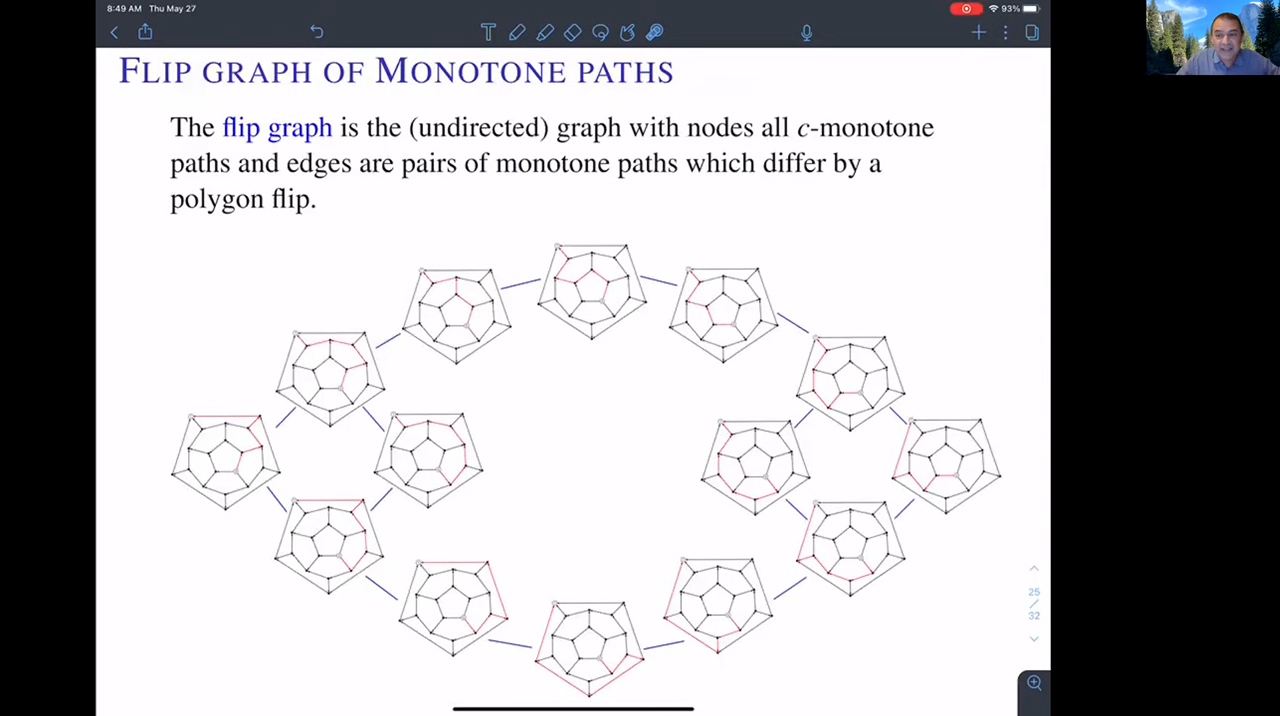 8:49 AM Thu May 27
93%
FLIP GRAPH OF MONOTONE PATHS
The flip graph is the (undirected) graph with nodes all c-monotone
paths and edges are pairs of monotone paths which differ by a
polygon flip.
25
/
32